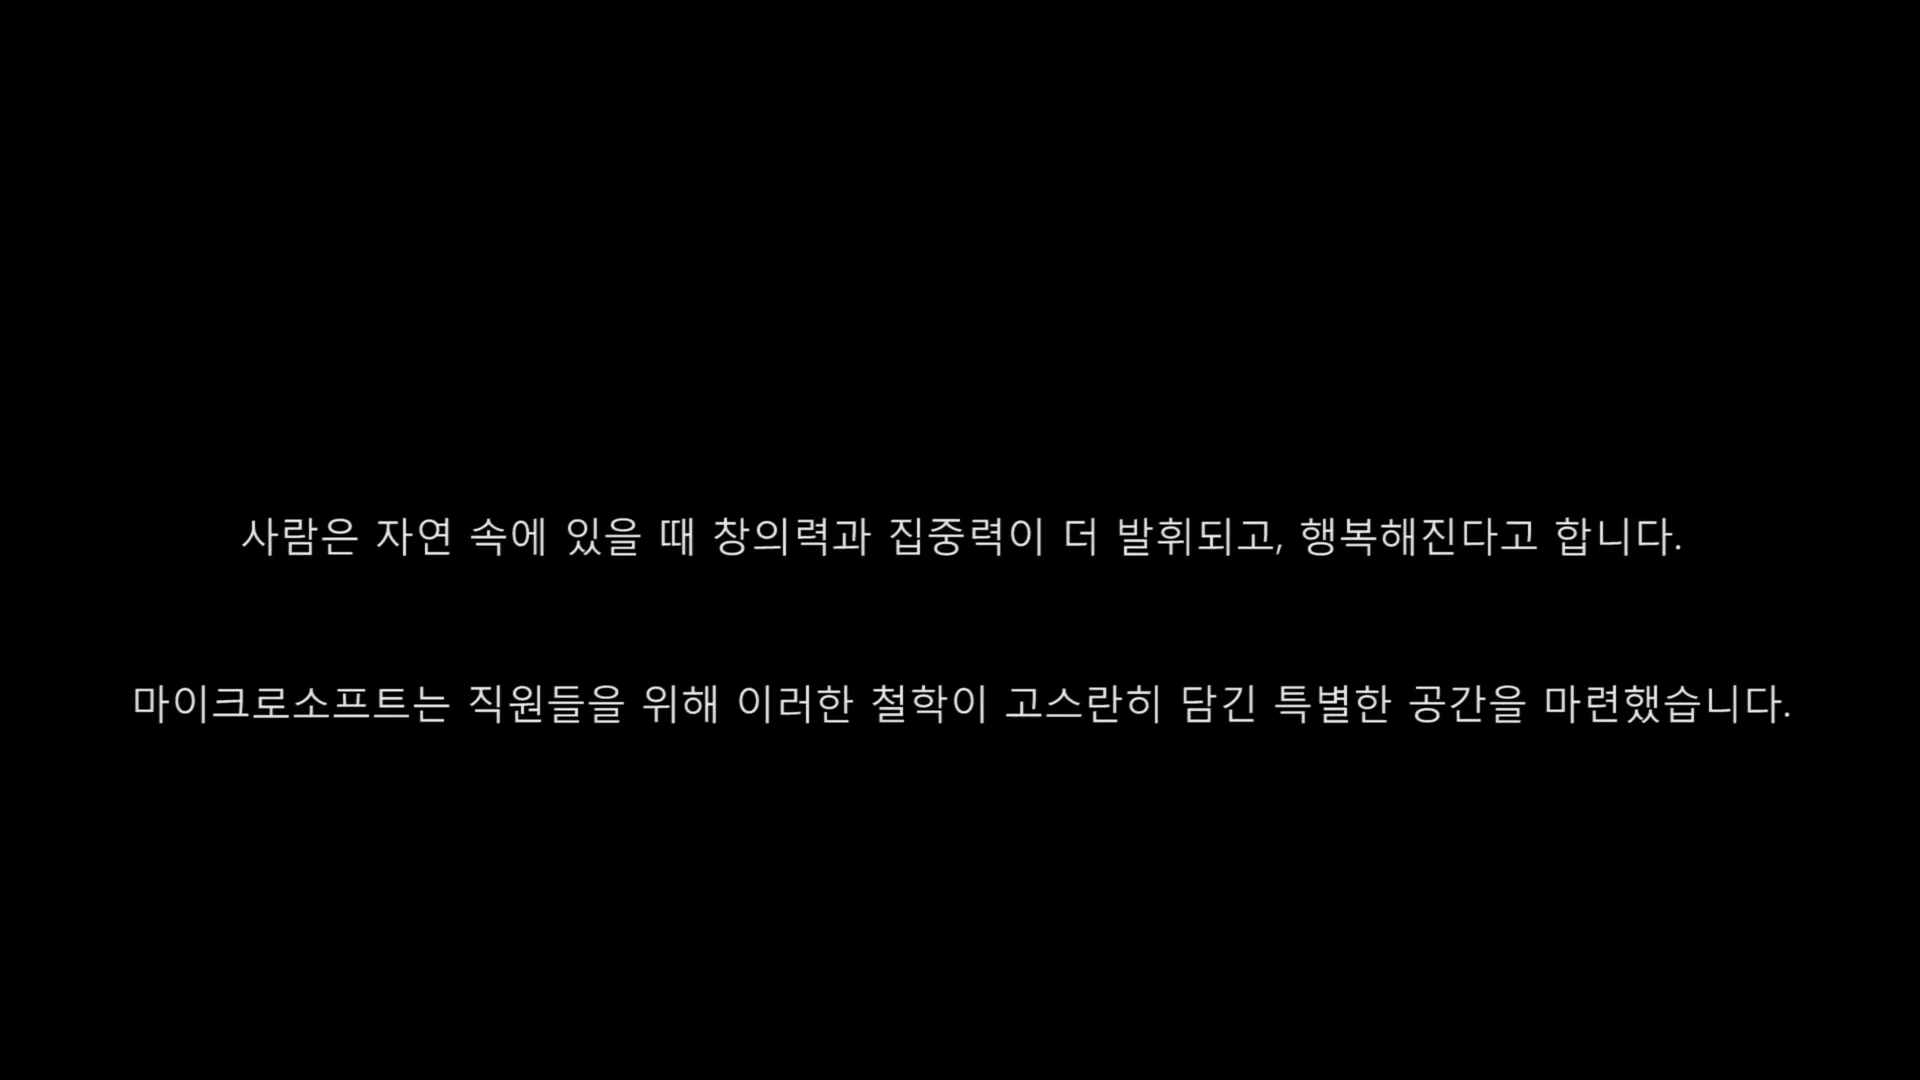 사람은 자연 속에 있을 때 창의력과 집중력이 더 발휘되고, 행복해진다고 합니다.
마이크로소프트는 직원들을 위해 이러한 철학이 고스란히 담긴 특별한 공간을 마련했습니다.